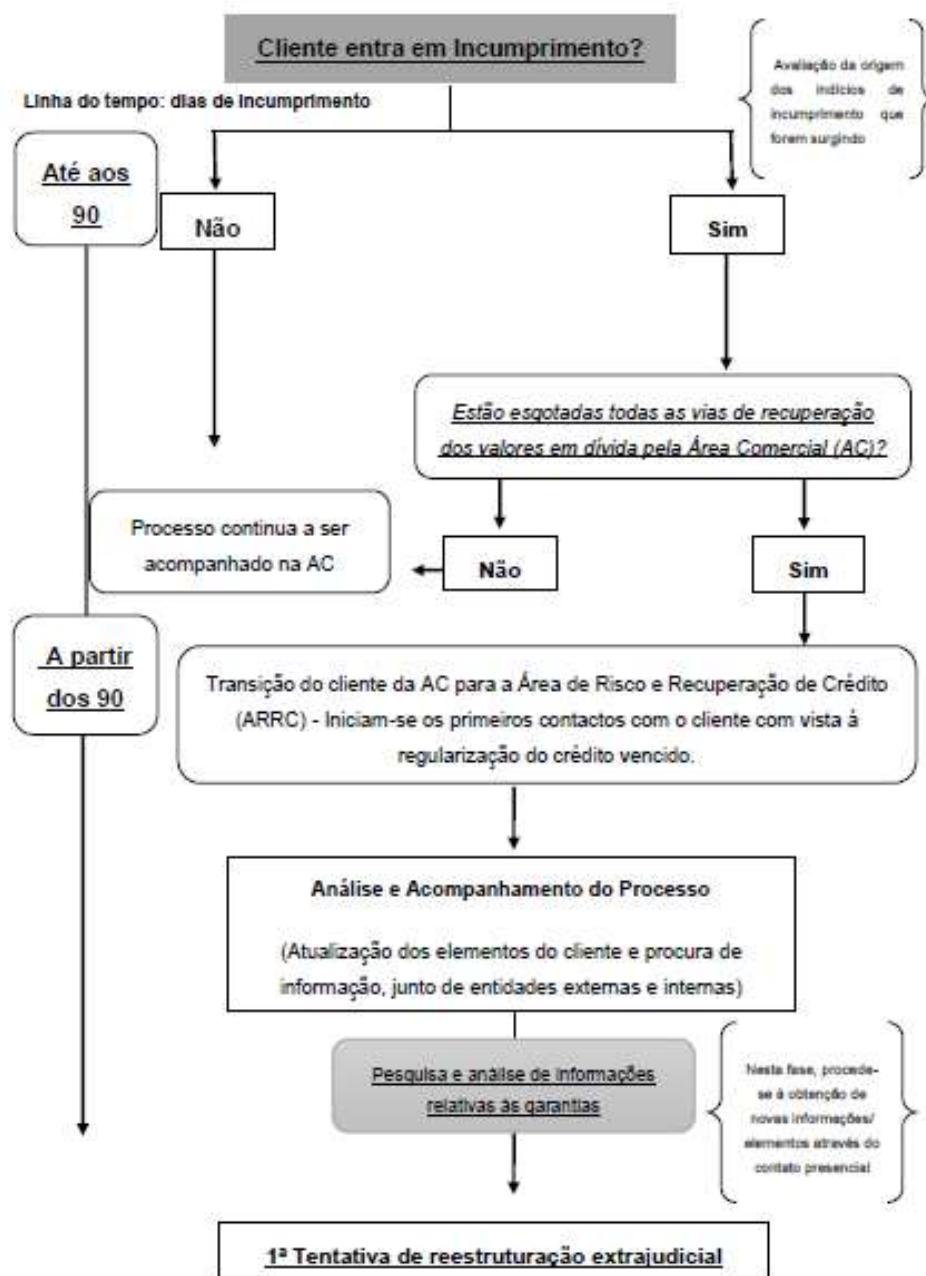 Cliente entra em Incumprimento?
Avaliação da origem
dos indícios de
incumprimento que
forem surgindo
Linha do tempo: dias de incumprimento
Até aos
90
Não
Sim
Estão esgotadas todas as vias de recuperação
dos valores em dívida pela Área Comercial (AC)?
Processo continua a ser
acompanhado na AC
Não
Sim
A partir
dos 90
Transição do cliente da AC para a Área de Risco e Recuperação de Crédito
(ARRC) - Iniciam-se os primeiros contactos com o cliente com vista à
regularização do crédito vencido.
Análise e Acompanhamento do Processo
(Atualização dos elementos do cliente e procura de
informação, junto de entidades externas e internas)
Pesquisa e análise de informações
relativas às garantias
Nesta fase, procede-
se à obtenção de
novas informações/
elementos através do
contato presencial
1ª Tentativa de reestruturação extrajudicial